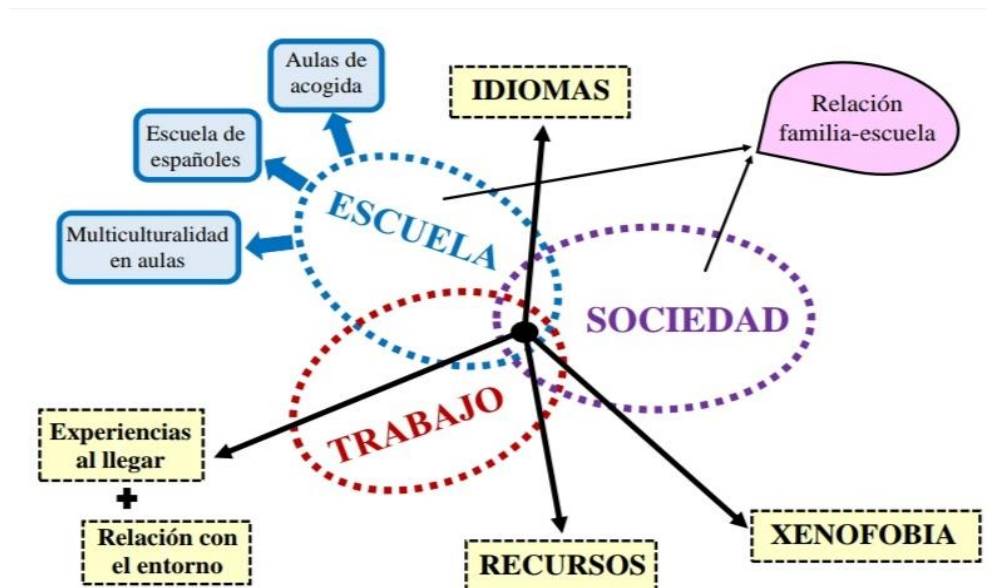 Aulas de
acogida
IDIOMAS
Relación
familia-escuela
Escuela de
españoles
ESCUELA
Multiculturalidad
en aulas
SOCIEDAD
TRABAJO
Experiencias
al llegar
+
Relación con
el entorno
RECURSOS
XENOFOBIA